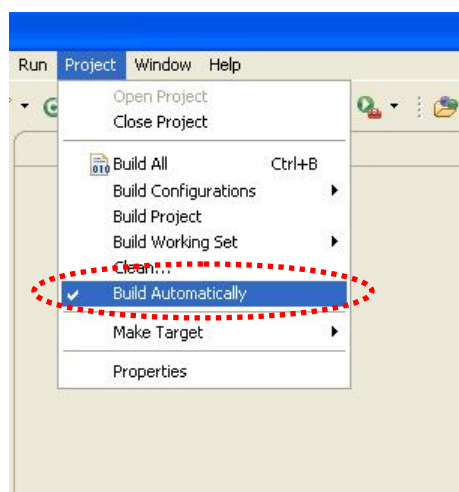 Run Project Window Help
Open Project
Close Project
Build All Ctrl+B
Build Configurations
Build Project
Build Working Set
Clean...
Build Automatically
Make Target
Properties